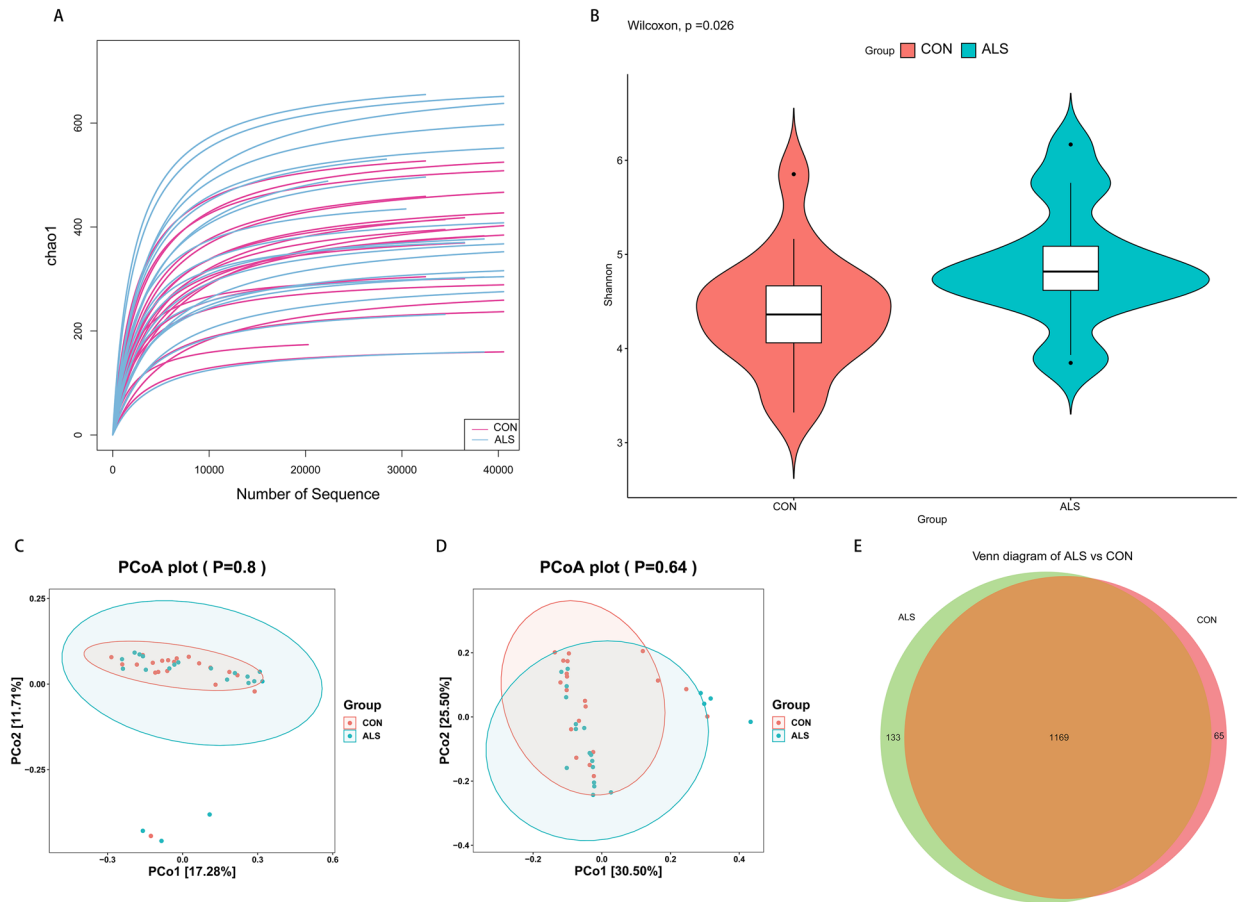 A
chao1
600
400
200
0
0
10000
20000
30000
40000
Number of Sequence
CON
ALS
B
Wilcoxon, p =0.026
Group CON ALS
Shannon
6
5
4
3
CON
ALS
Group
C
PCoA plot ( P=0.8 )
PCo2 [11.71%]
0.25
0.00
−0.25
−0.3
0.0
0.3
0.6
PCo1 [17.28%]
Group
CON
ALS
D
PCoA plot ( P=0.64 )
PCo2 [25.50%]
0.2
0.0
−0.2
−0.4
−0.2
0.0
0.2
0.4
PCo1 [30.50%]
Group
CON
ALS
E
Venn diagram of ALS vs CON
ALS
CON
133
1169
65